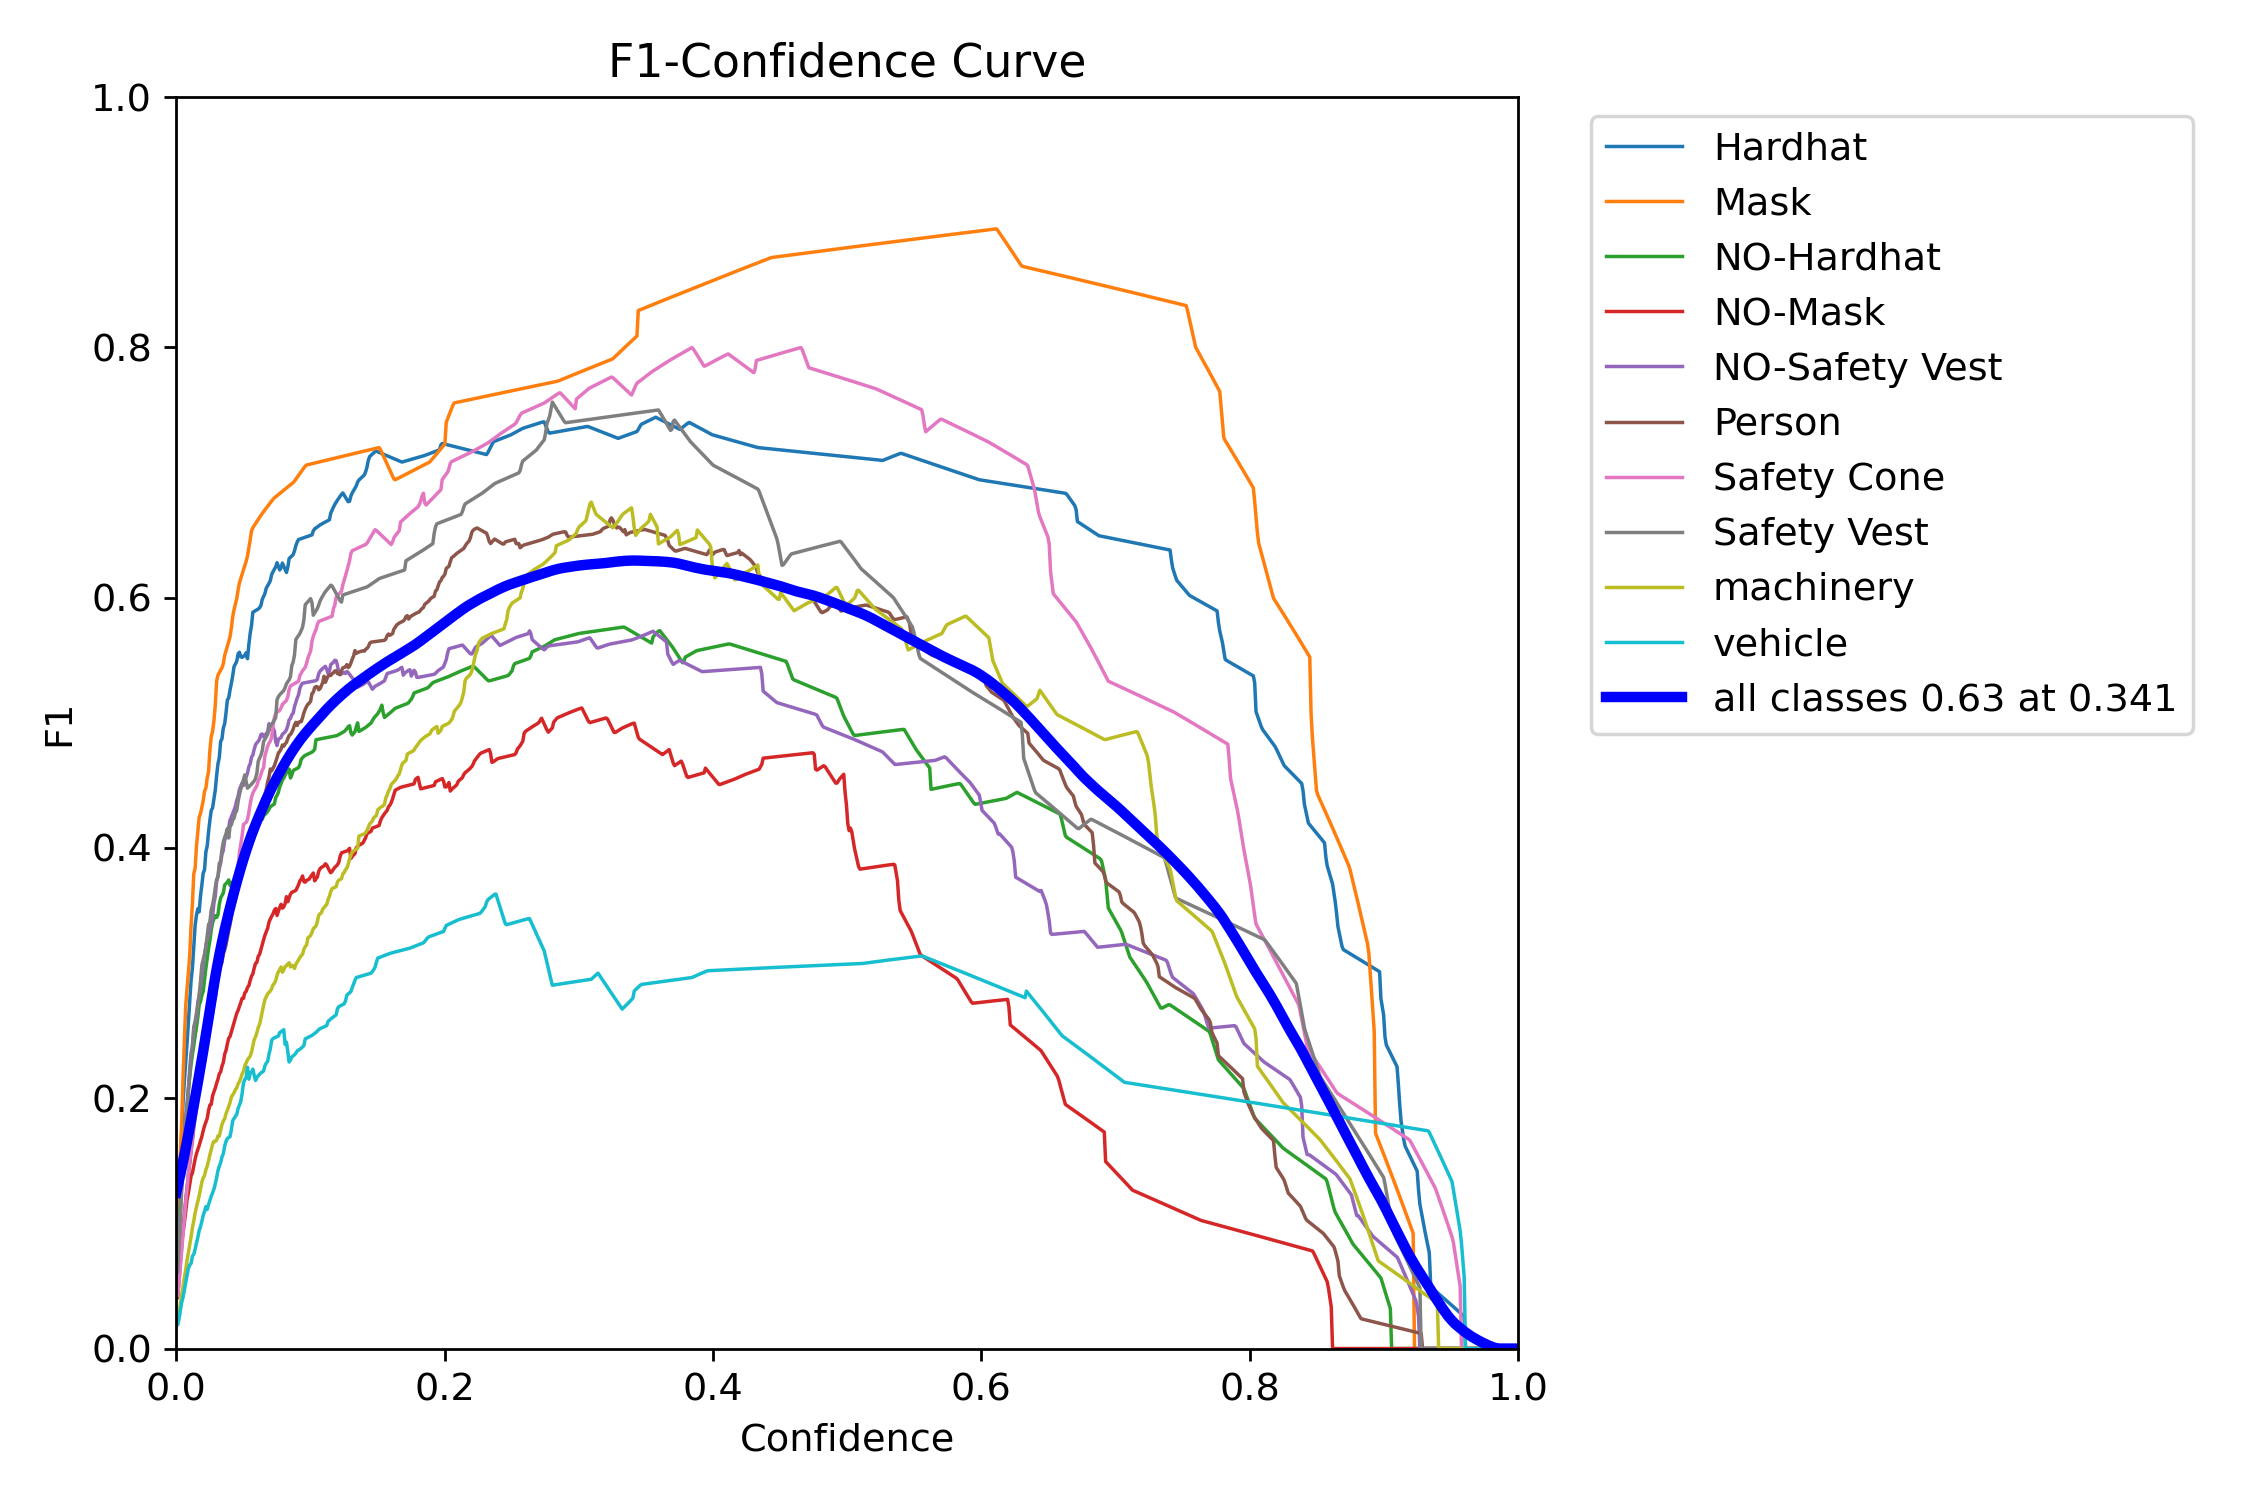 F1-Confidence Curve
1.0
0.8
0.6
0.4
0.2
0.0
F1
0.0 0.2 0.4 0.6 0.8 1.0
Confidence
Hardhat
Mask
NO-Hardhat
NO-Mask
NO-Safety Vest
Person
Safety Cone
Safety Vest
machinery
vehicle
all classes 0.63 at 0.341